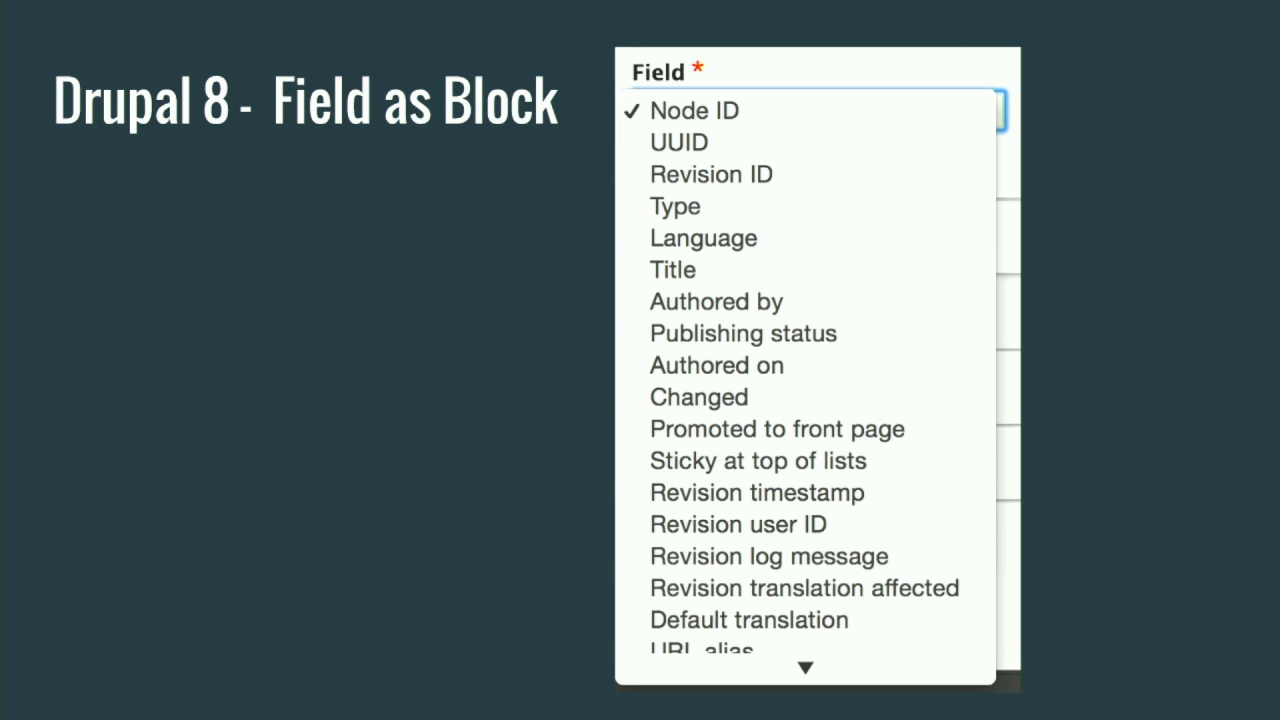 Drupal 8 - Field as Block
Field *
✓ Node ID
UUID
Revision ID
Type
Language
Title
Authored by
Publishing status
Authored on
Changed
Promoted to front page
Sticky at top of lists
Revision timestamp
Revision user ID
Revision log message
Revision translation affected
Default translation
URL alias